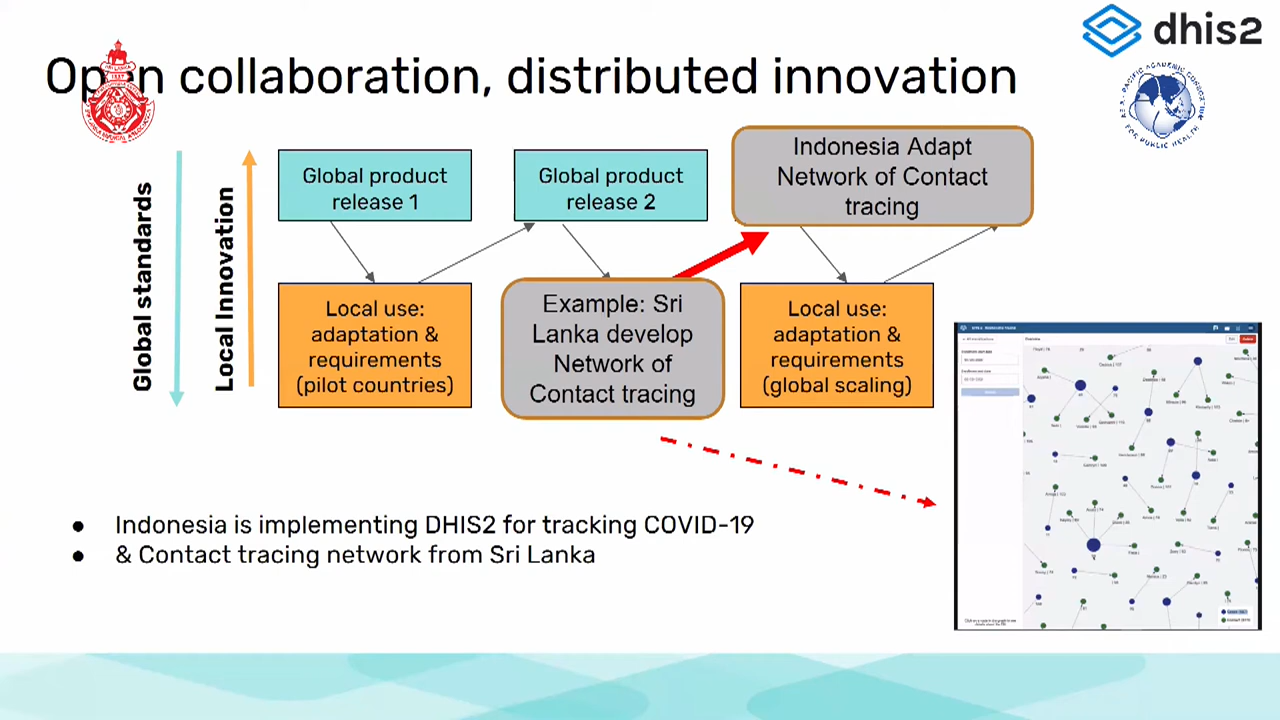 dhis2
Open collaboration, distributed innovation
Global standards
Local Innovation
Global product
release 1
Global product
release 2
Indonesia Adapt
Network of Contact
tracing
Local use:
adaptation &
requirements
(pilot countries)
Example: Sri
Lanka develop
Network of
Contact tracing
Local use:
adaptation &
requirements
(global scaling)
● Indonesia is implementing DHIS2 for tracking COVID-19
● & Contact tracing network from Sri Lanka